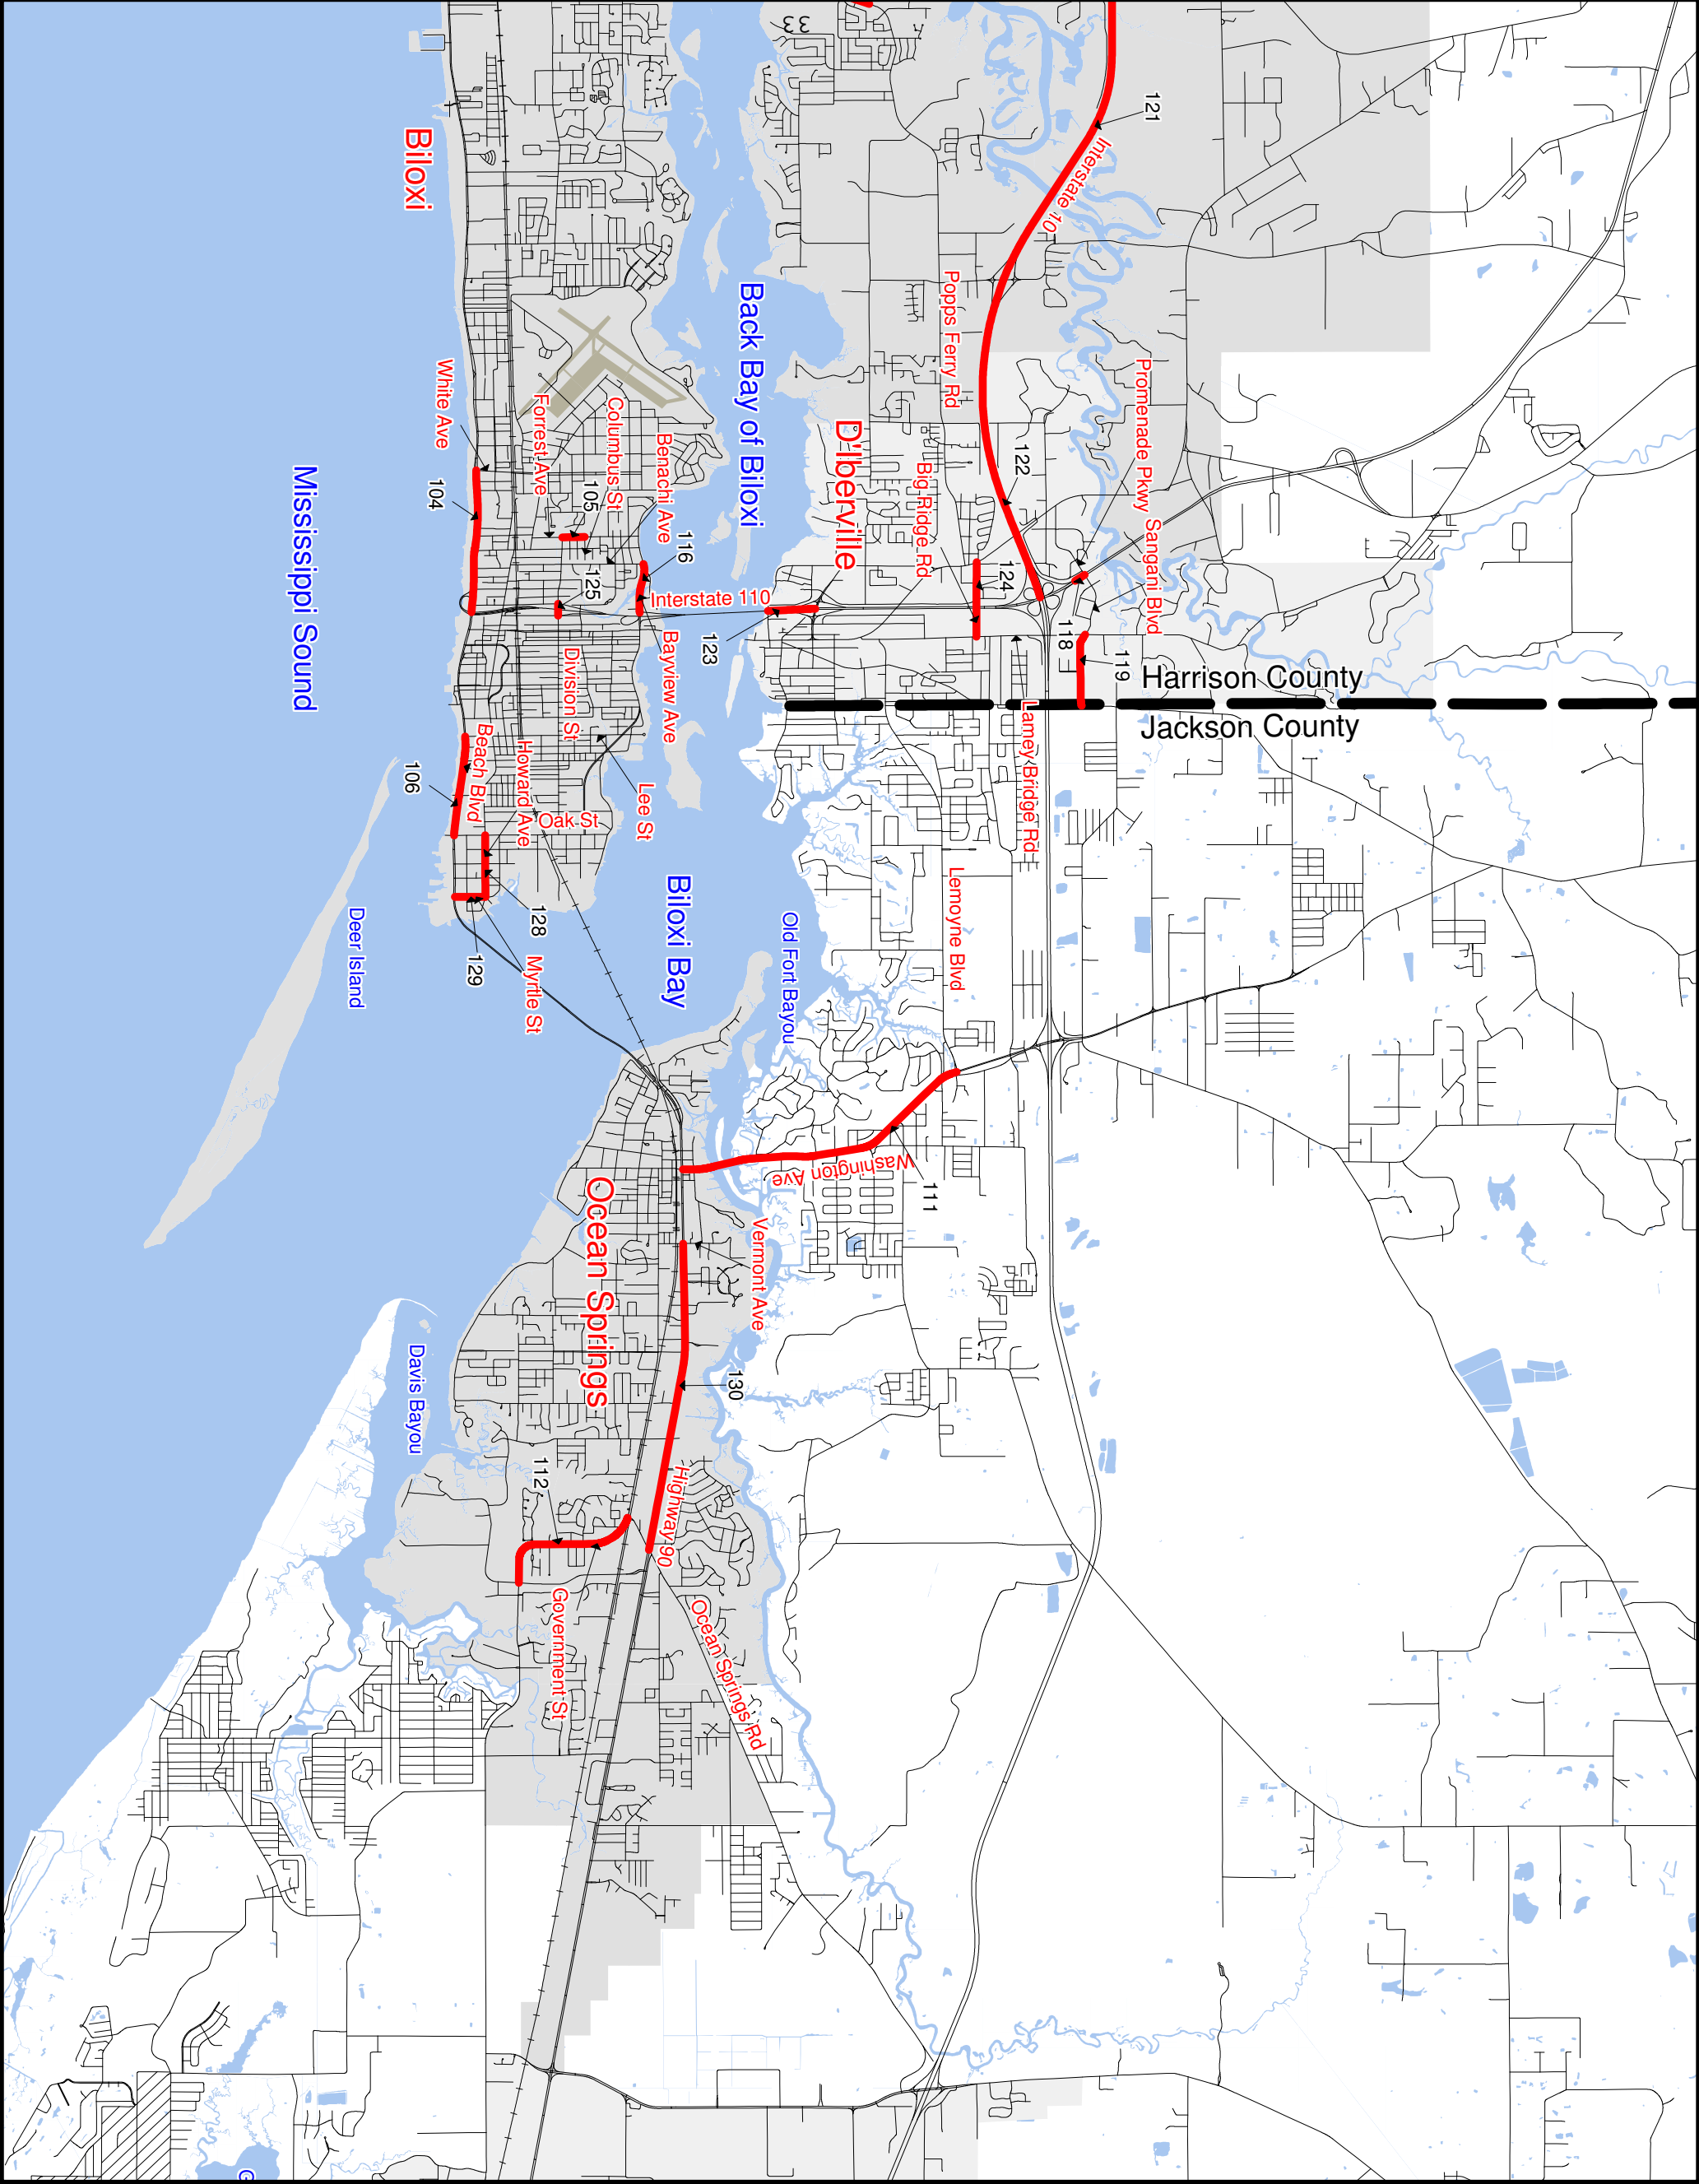 33
121
Interstate 10
Biloxi
Back Bay of Biloxi
Popps Ferry Rd
Promenade Pkwy
White Ave
Forrest Ave
Columbus St
Benachi Ave
D'Iberville
Big Ridge Rd
122
Sangani Blvd
Mississippi Sound
104
105
116
125
Interstate 110
124
118
119
123
Harrison County
Jackson County
Division St
Bayview Ave
Lamey Bridge Rd
Beach Blvd
Howard Ave
106
Oak St
Lee St
Lemoyne Blvd
Biloxi Bay
Old Fort Bayou
Deer Island
128
129
Myrtle St
Washington Ave
111
Ocean Springs
Vermont Ave
130
Davis Bayou
112
Highway 90
Government St
Ocean Springs Rd